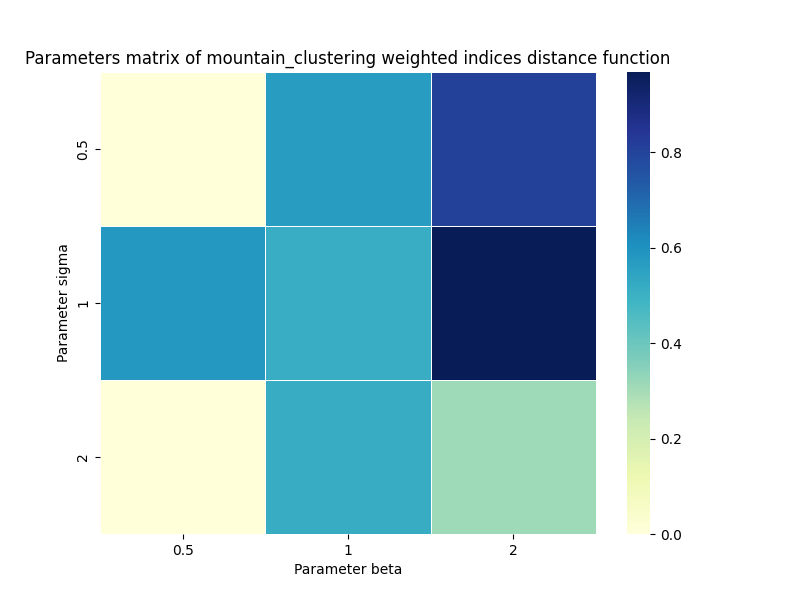 Parameters matrix of mountain_clustering weighted indices distance function
Parameter sigma
0.5
1
2
0.5 1 2
Parameter beta
0.8
0.6
0.4
0.2
0.0